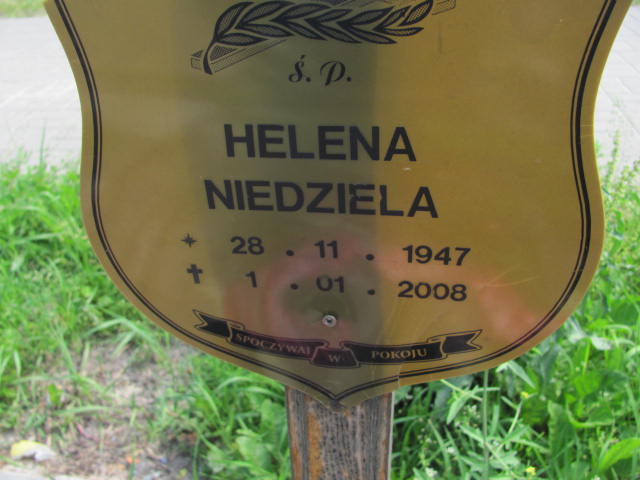 Ś. P.
HELENA
NIEDZIELA
28 . 11 . 1947
1 . 01 . 2008
SPOCZYWAJ W POKOJU